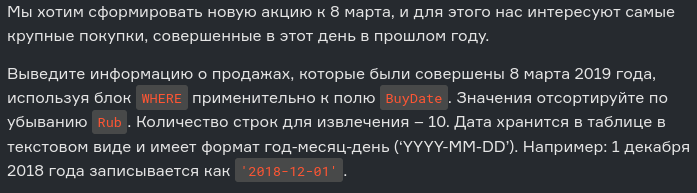 Мы хотим сформировать новую акцию к 8 марта, и для этого нас интересуют самые
крупные покупки, совершенные в этот день в прошлом году.
Выведите информацию о продажах, которые были совершены 8 марта 2019 года,
используя блок WHERE применительно к полю BuyDate. Значения отсортируйте по
убыванию Rub. Количество строк для извлечения – 10. Дата хранится в таблице в
текстовом виде и имеет формат год-месяц-день (‘YYYY-MM-DD’). Например: 1 декабря
2018 года записывается как '2018-12-01'.